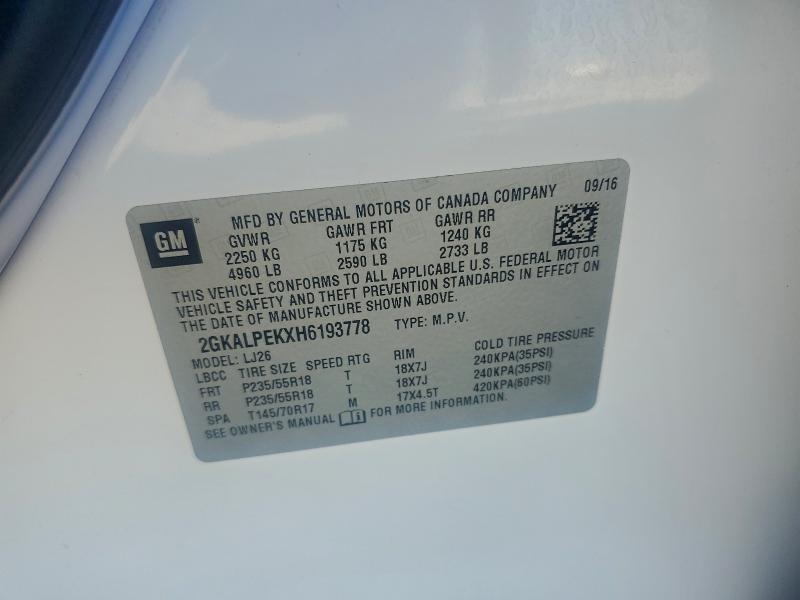 GM
MFD BY GENERAL MOTORS OF CANADA COMPANY 09/16
GVWR GAWR FRT GAWR RR
2250 KG 1175 KG 1240 KG
4960 LB 2590 LB 2733 LB
THIS VEHICLE CONFORMS TO ALL APPLICABLE U.S. FEDERAL MOTOR
VEHICLE SAFETY AND THEFT PREVENTION STANDARDS IN EFFECT ON
THE DATE OF MANUFACTURE SHOWN ABOVE.
2GKALPEKXH6193778 TYPE: M.P.V.
MODEL: LJ26
LBCC TIRE SIZE SPEED RTG RIM COLD TIRE PRESSURE
FRT P235/55R18 T 18X7J 240KPA(35PSI)
RR P235/55R18 T 18X7J 240KPA(35PSI)
SPA T145/70R17 M 17X4.5T 420KPA(60PSI)
SEE OWNER'S MANUAL FOR MORE INFORMATION.